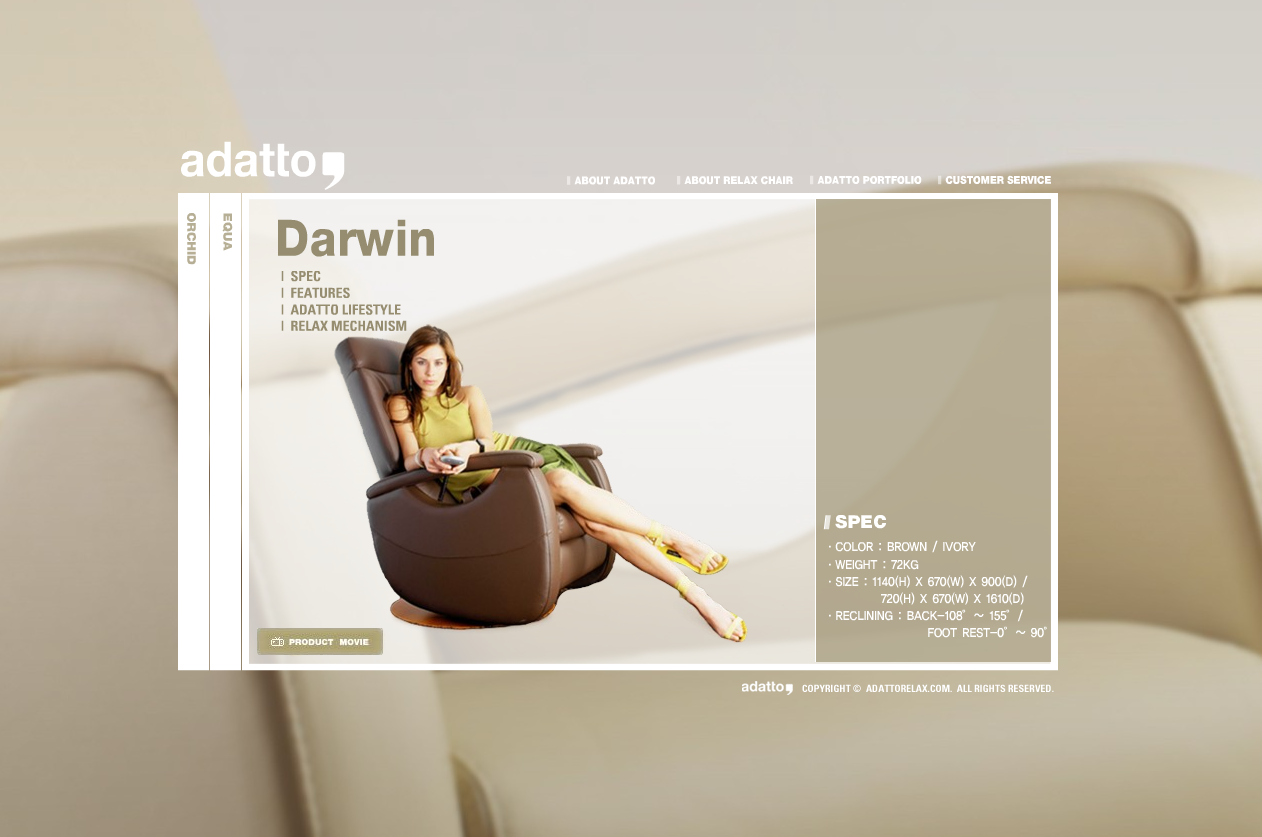 adatto
ABOUT ADATTO
ABOUT RELAX CHAIR
ADATTO PORTFOLIO
CUSTOMER SERVICE
ORCHID
EQUA
Darwin
SPEC
FEATURES
ADATTO LIFESTYLE
RELAX MECHANISM
SPEC
· COLOR : BROWN / IVORY
· WEIGHT : 72KG
· SIZE : 1140(H) X 670(W) X 900(D) /
720(H) X 670(W) X 1610(D)
· RECLINING : BACK-108° ~ 155° /
FOOT REST-0° ~ 90°
PRODUCT MOVIE
adatto COPYRIGHT © ADATTORELAX.COM. ALL RIGHTS RESERVED.